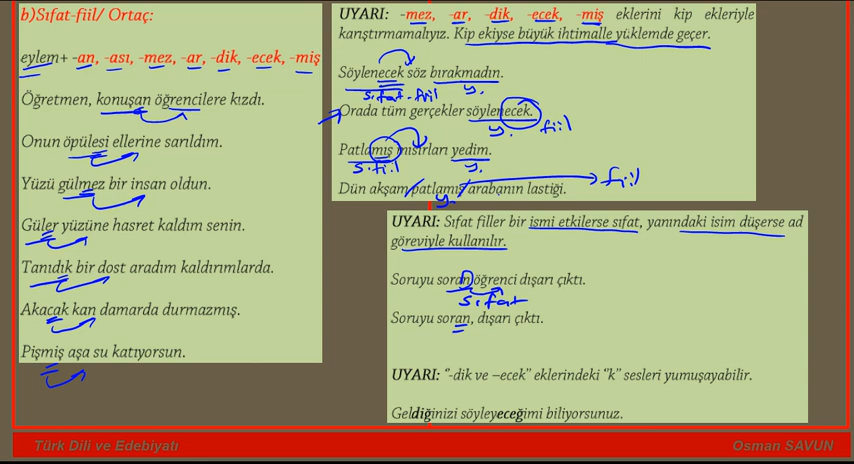 b)Sıfat-fiil/ Ortaç:
eylem+ -an, -ası, -mez, -ar, -dik, -ecek, -miş
Öğretmen, konuşan öğrencilere kızdı.
Onun öpülesi ellerine sarıldım.
Yüzü gülmez bir insan oldun.
Güler yüzüne hasret kaldım senin.
Tanıdık bir dost aradım kaldırımlarda.
Akacak kan damarda durmazmış.
Pişmiş aşa su katıyorsun.
UYARI: -mez, -ar, -dik, -ecek, -miş eklerini kip ekleriyle
karıştırmamalıyız. Kip ekiyse büyük ihtimalle yüklemde geçer.
Söylenecek söz bırakmadın.
sıfat-fiil y.
Orada tüm gerçekler söylenecek.
y. fiil
Patlamış mısırları yedim.
s.fiil y.
Dün akşam patlamış arabanın lastiği.
y. fiil
UYARI: Sıfat filler bir ismi etkilerse sıfat, yanındaki isim düşerse ad
göreviyle kullanılır.
Soruyu soran öğrenci dışarı çıktı.
sıfat
Soruyu soran, dışarı çıktı.
UYARI: "-dik ve –ecek" eklerindeki "k" sesleri yumuşayabilir.
Geldiğinizi söyleyeceğimi biliyorsunuz.
Türk Dili ve Edebiyatı
Osman SAVUN